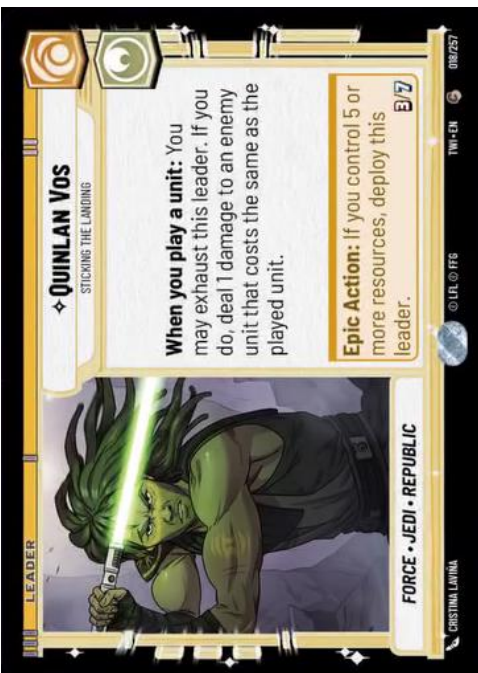 LEADER
QUINLAN VOS
STICKING THE LANDING
When you play a unit: You
may exhaust this leader. If you
do, deal 1 damage to an enemy
unit that costs the same as the
played unit.
Epic Action: If you control 5 or
more resources, deploy this
leader.
3/7
FORCE • JEDI • REPUBLIC
CRISTINA LAVIÑA
© LFL © FFG
TWI • EN
G
018/257